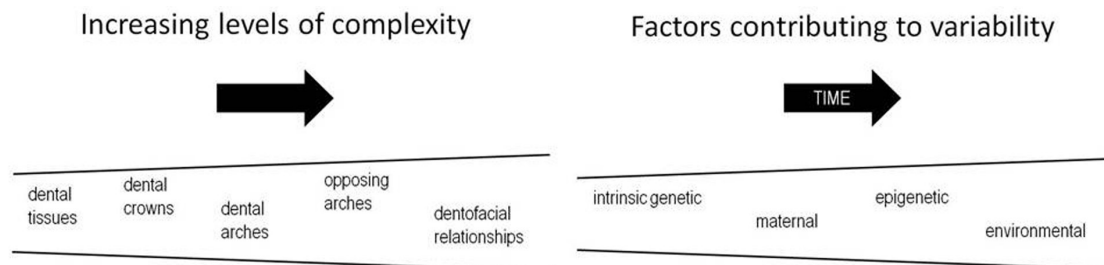 Increasing levels of complexity
dental
tissues
dental
crowns
dental
arches
opposing
arches
dentofacial
relationships
Factors contributing to variability
TIME
intrinsic genetic
maternal
epigenetic
environmental